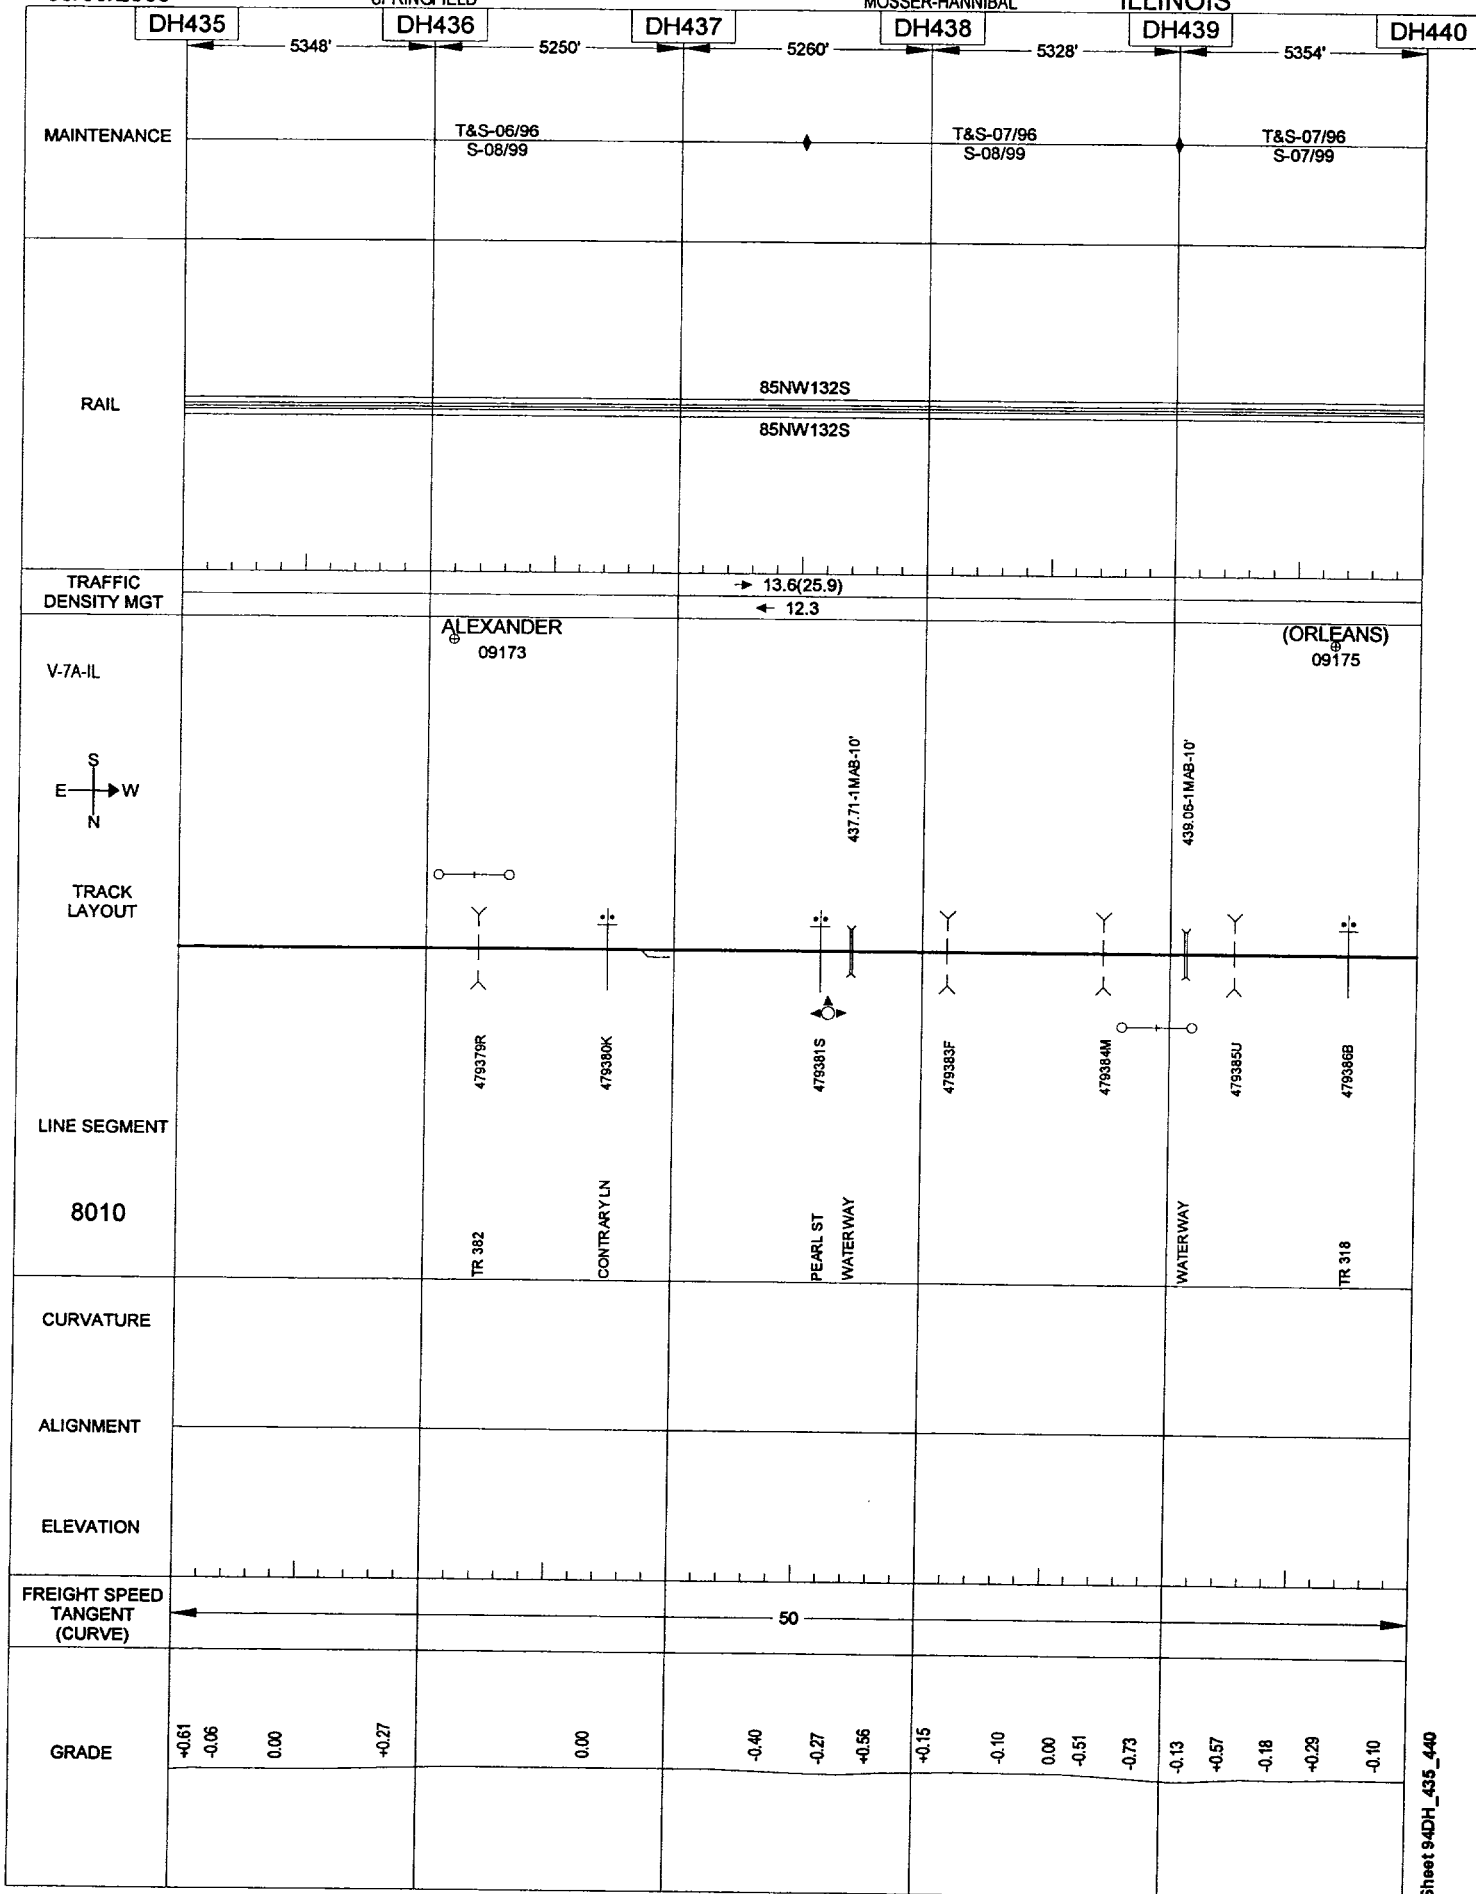 SPRINGFIELD
MOSSER-HANNIBAL
ILLINOIS
DH435
DH436
DH437
DH438
DH439
DH440
5348'
5250'
5260'
5328'
5354'
MAINTENANCE
T&S-06/96
S-08/99
T&S-07/96
S-08/99
T&S-07/96
S-07/99
RAIL
85NW132S
85NW132S
TRAFFIC
DENSITY MGT
→ 13.6(25.9)
← 12.3
V-7A-IL
ALEXANDER
09173
(ORLEANS)
09175
S
E
W
N
437.71-1MAB-10'
439.06-1MAB-10'
TRACK
LAYOUT
479379R
479380K
479381S
479383F
479384M
479385U
479386B
LINE SEGMENT
8010
TR 382
CONTRARY LN
PEARL ST
WATERWAY
WATERWAY
TR 318
CURVATURE
ALIGNMENT
ELEVATION
FREIGHT SPEED
TANGENT
(CURVE)
50
GRADE
+0.61
-0.06
0.00
+0.27
0.00
-0.40
-0.27
+0.56
+0.15
-0.10
0.00
-0.51
-0.73
-0.13
+0.57
-0.18
+0.29
-0.10
Sheet 94DH_435_440